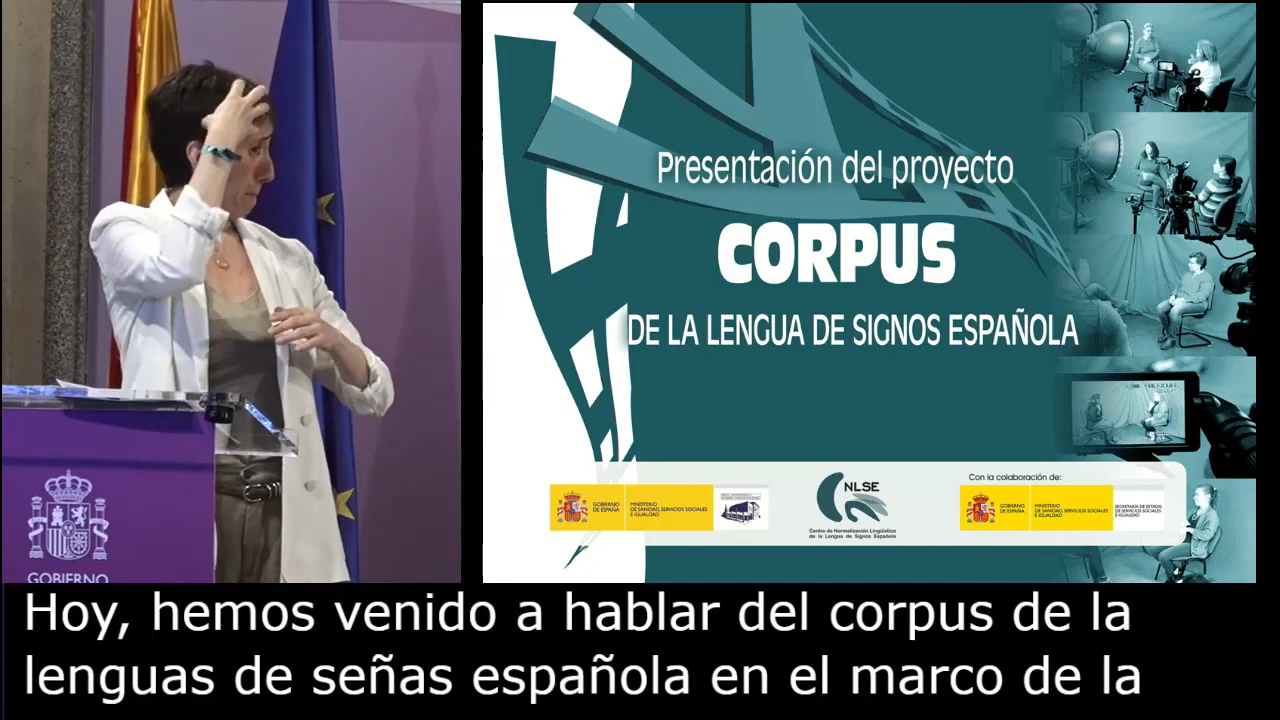 Presentación del proyecto
CORPUS
DE LA LENGUA DE SIGNOS ESPAÑOLA
Con la colaboración de:
GOBIERNO
DE ESPAÑA
MINISTERIO
DE SANIDAD, SERVICIOS SOCIALES
E IGUALDAD
CNLSE
Centro de Normalización Lingüística
de la Lengua de Signos Española
GOBIERNO
DE ESPAÑA
MINISTERIO
DE SANIDAD, SERVICIOS SOCIALES
E IGUALDAD
SECRETARÍA DE ESTADO
DE SERVICIOS SOCIALES
E IGUALDAD
GOBIERNO
Hoy, hemos venido a hablar del corpus de la
lenguas de señas española en el marco de la